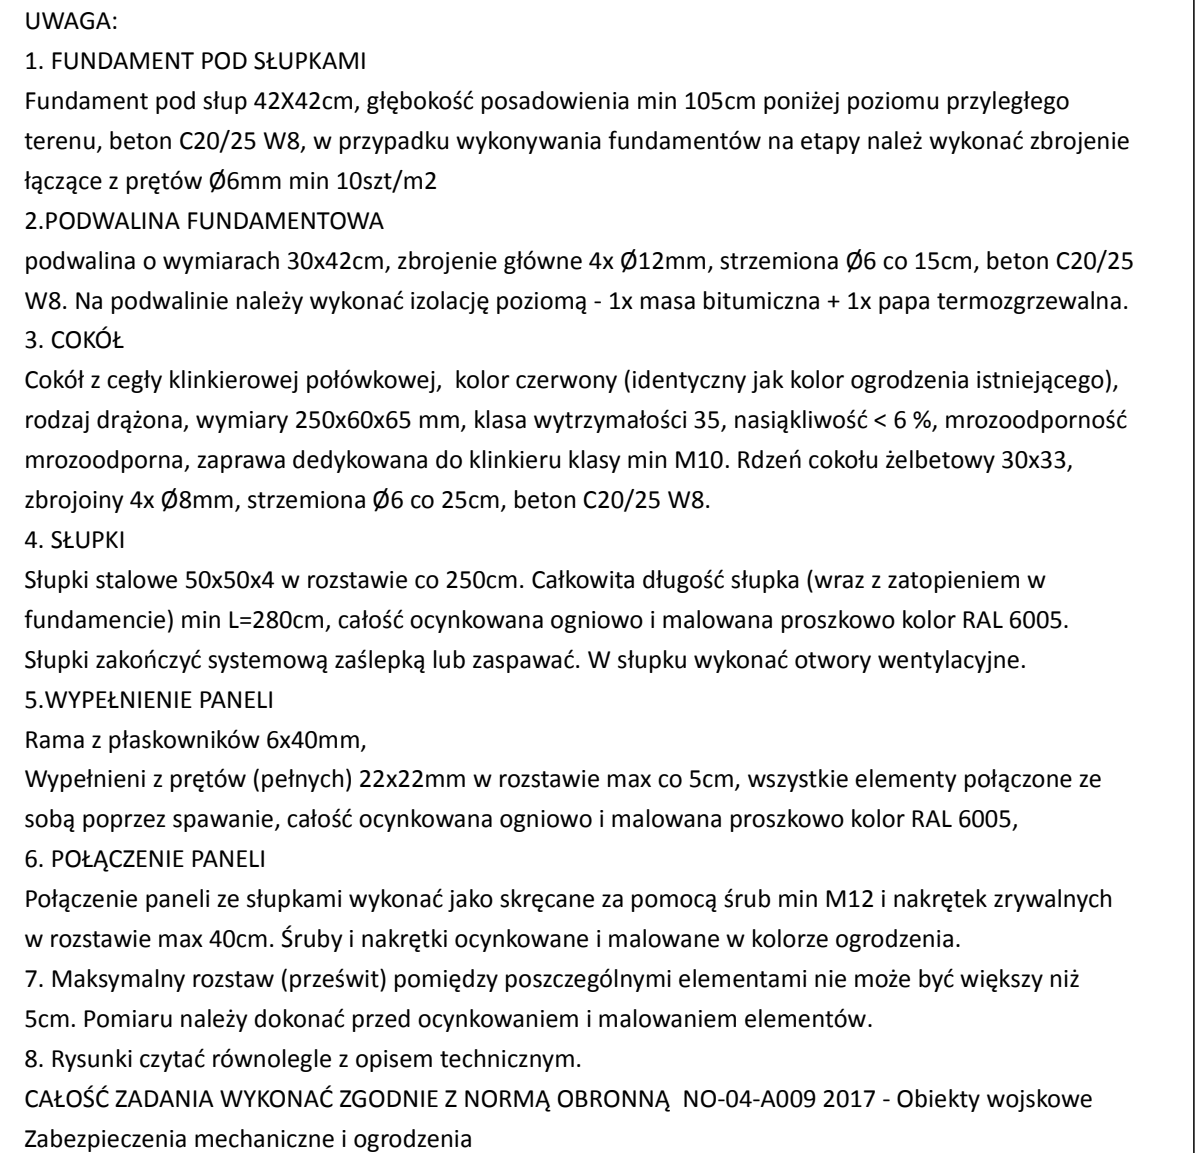 UWAGA:
1. FUNDAMENT POD SŁUPKAMI
Fundament pod słup 42X42cm, głębokość posadowienia min 105cm poniżej poziomu przyległego
terenu, beton C20/25 W8, w przypadku wykonywania fundamentów na etapy należ wykonać zbrojenie
łączące z prętów Ø6mm min 10szt/m2
2.PODWALINA FUNDAMENTOWA
podwalina o wymiarach 30x42cm, zbrojenie główne 4x Ø12mm, strzemiona Ø6 co 15cm, beton C20/25
W8. Na podwalinie należy wykonać izolację poziomą - 1x masa bitumiczna + 1x papa termozgrzewalna.
3. COKÓŁ
Cokół z cegły klinkierowej połówkowej,  kolor czerwony (identyczny jak kolor ogrodzenia istniejącego),
rodzaj drążona, wymiary 250x60x65 mm, klasa wytrzymałości 35, nasiąkliwość < 6 %, mrozoodporność
mrozoodporna, zaprawa dedykowana do klinkieru klasy min M10. Rdzeń cokołu żelbetowy 30x33,
zbrojoiny 4x Ø8mm, strzemiona Ø6 co 25cm, beton C20/25 W8.
4. SŁUPKI
Słupki stalowe 50x50x4 w rozstawie co 250cm. Całkowita długość słupka (wraz z zatopieniem w
fundamencie) min L=280cm, całość ocynkowana ogniowo i malowana proszkowo kolor RAL 6005.
Słupki zakończyć systemową zaślepką lub zaspawać. W słupku wykonać otwory wentylacyjne.
5.WYPEŁNIENIE PANELI
Rama z płaskowników 6x40mm,
Wypełnieni z prętów (pełnych) 22x22mm w rozstawie max co 5cm, wszystkie elementy połączone ze
sobą poprzez spawanie, całość ocynkowana ogniowo i malowana proszkowo kolor RAL 6005,
6. POŁĄCZENIE PANELI
Połączenie paneli ze słupkami wykonać jako skręcane za pomocą śrub min M12 i nakrętek zrywalnych
w rozstawie max 40cm. Śruby i nakrętki ocynkowane i malowane w kolorze ogrodzenia.
7. Maksymalny rozstaw (prześwit) pomiędzy poszczególnymi elementami nie może być większy niż
5cm. Pomiaru należy dokonać przed ocynkowaniem i malowaniem elementów.
8. Rysunki czytać równolegle z opisem technicznym.
CAŁOŚĆ ZADANIA WYKONAĆ ZGODNIE Z NORMĄ OBRONNĄ  NO-04-A009 2017 - Obiekty wojskowe
Zabezpieczenia mechaniczne i ogrodzenia